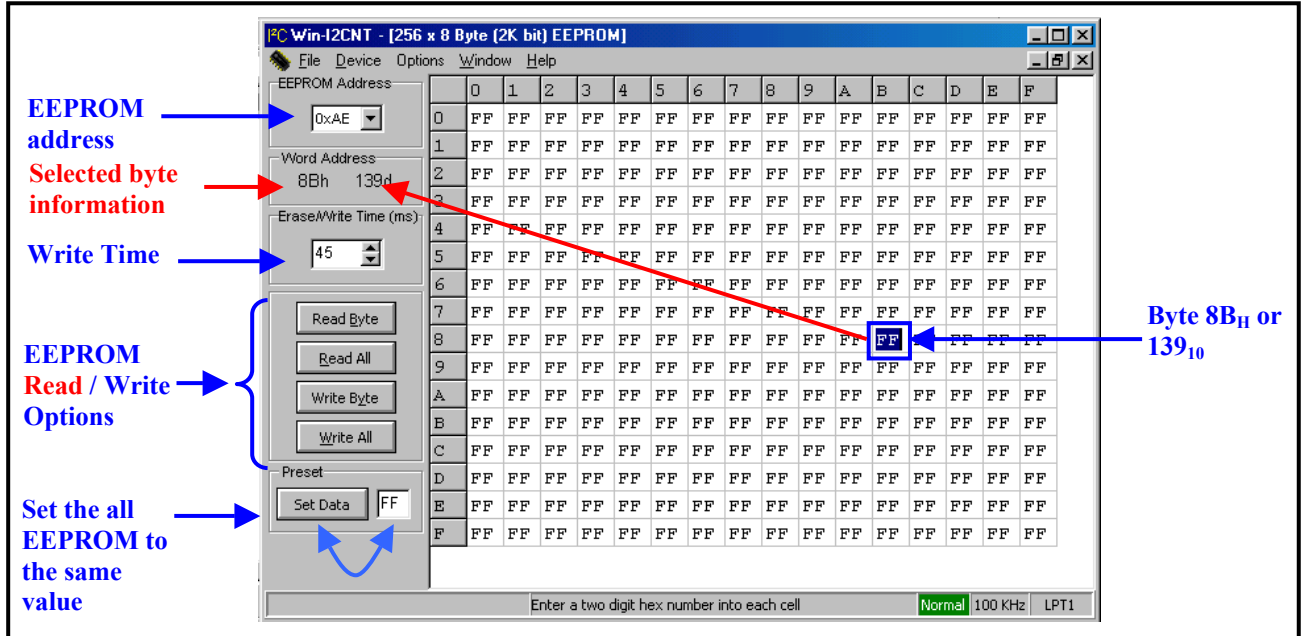 I²C Win-I2CNT - [256 x 8 Byte (2K bit) EEPROM]
File Device Options Window Help
EEPROM Address
0xAE
Word Address
8Bh 139d
Erase/Write Time (ms)
45
Read Byte
Read All
Write Byte
Write All
Preset
Set Data FF
0 1 2 3 4 5 6 7 8 9 A B C D E F
0 FF FF FF FF FF FF FF FF FF FF FF FF FF FF FF FF
1 FF FF FF FF FF FF FF FF FF FF FF FF FF FF FF FF
2 FF FF FF FF FF FF FF FF FF FF FF FF FF FF FF FF
3 FF FF FF FF FF FF FF FF FF FF FF FF FF FF FF FF
4 FF FF FF FF FF FF FF FF FF FF FF FF FF FF FF FF
5 FF FF FF FF FF FF FF FF FF FF FF FF FF FF FF FF
6 FF FF FF FF FF FF FF FF FF FF FF FF FF FF FF FF
7 FF FF FF FF FF FF FF FF FF FF FF FF FF FF FF FF
8 FF FF FF FF FF FF FF FF FF FF FF FF FF FF FF
9 FF FF FF FF FF FF FF FF FF FF FF FF FF FF FF FF
A FF FF FF FF FF FF FF FF FF FF FF FF FF FF FF FF
B FF FF FF FF FF FF FF FF FF FF FF FF FF FF FF FF
C FF FF FF FF FF FF FF FF FF FF FF FF FF FF FF FF
D FF FF FF FF FF FF FF FF FF FF FF FF FF FF FF FF
E FF FF FF FF FF FF FF FF FF FF FF FF FF FF FF FF
F FF FF FF FF FF FF FF FF FF FF FF FF FF FF FF FF
Enter a two digit hex number into each cell Normal 100 KHz LPT1
EEPROM
address
Selected byte
information
Write Time
EEPROM
Read / Write
Options
Set the all
EEPROM to
the same
value
Byte 8B_H or
139₁₀